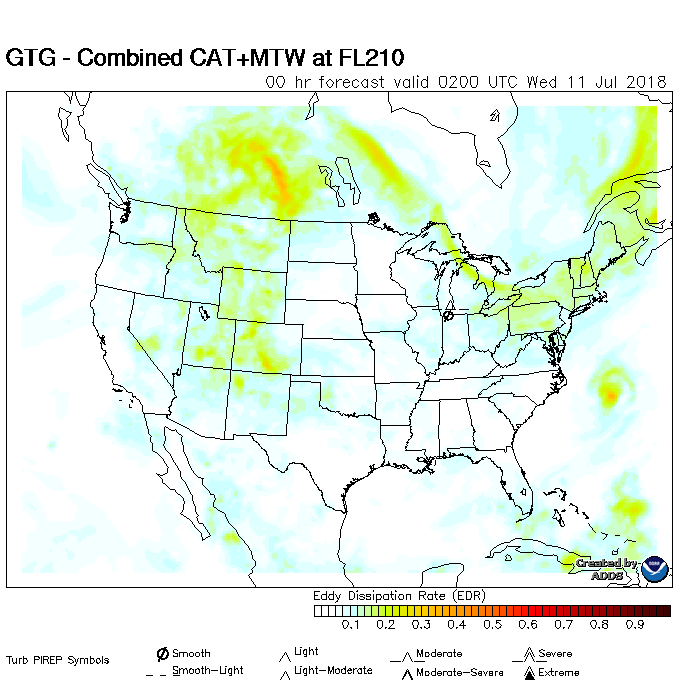 GTG - Combined CAT+MTW at FL210
00 hr forecast valid 0200 UTC Wed 11 Jul 2018
Created by
ADDS
Eddy Dissipation Rate (EDR)
0.1 0.2 0.3 0.4 0.5 0.6 0.7 0.8 0.9
Turb PIREP Symbols
Smooth Light Moderate Severe
Smooth-Light Light-Moderate Moderate-Severe Extreme